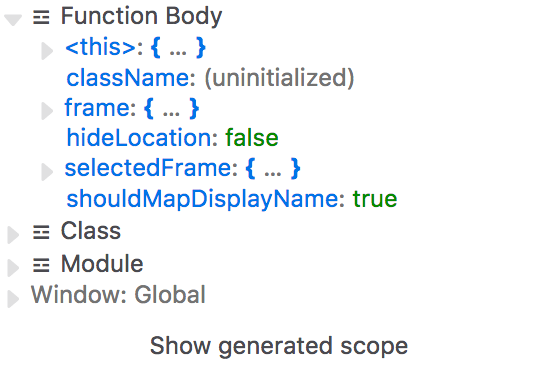 Function Body
<this>: { … }
className: (uninitialized)
frame: { … }
hideLocation: false
selectedFrame: { … }
shouldMapDisplayName: true
Class
Module
Window: Global
Show generated scope